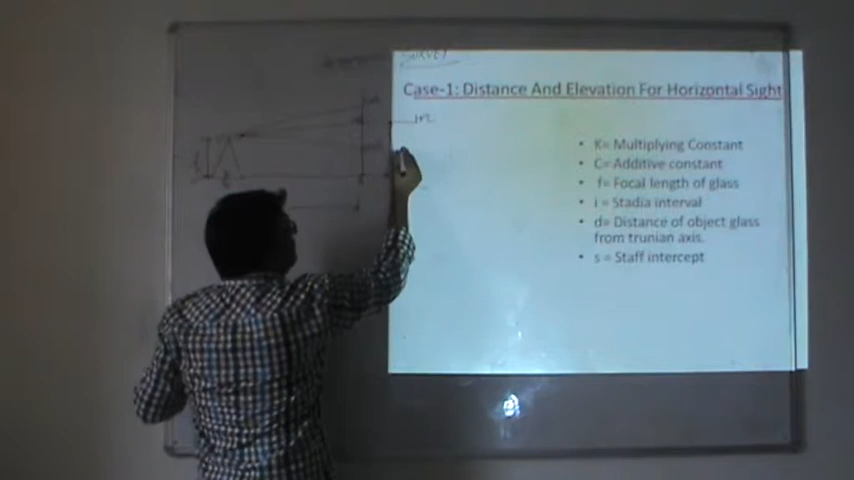 SURVEY
Case-1: Distance And Elevation For Horizontal Sight
• K= Multiplying Constant
• C= Additive constant
• f= Focal length of glass
• i = Stadia interval
• d= Distance of object glass
from trunian axis.
• s = Staff intercept